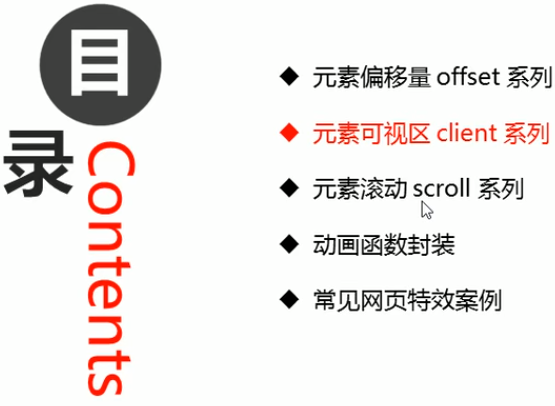 目录
Contents
元素偏移量 offset 系列
元素可视区 client 系列
元素滚动 scroll 系列
动画函数封装
常见网页特效案例